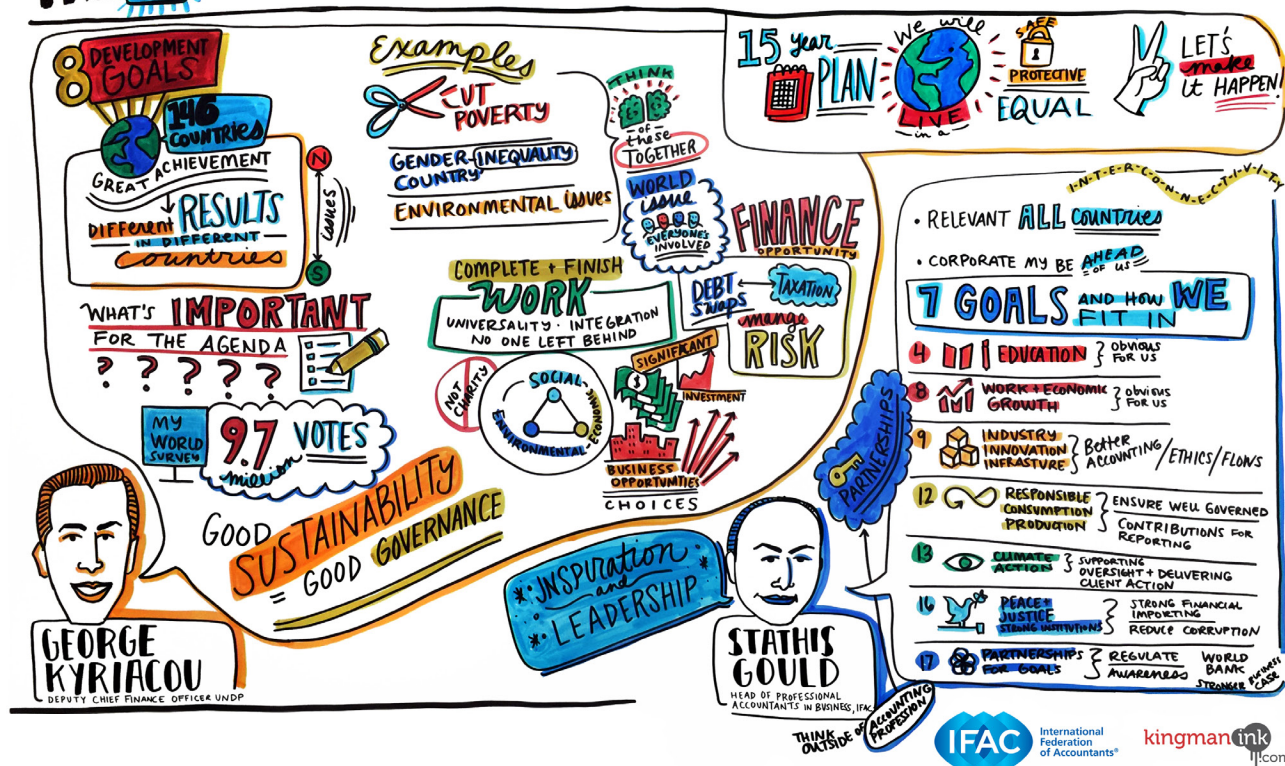 8 DEVELOPMENT
GOALS
146
COUNTRIES
GREAT ACHIEVEMENT
DIFFERENT RESULTS
IN DIFFERENT
COUNTRIES
N
ISSUES
S
WHAT'S IMPORTANT
FOR THE AGENDA
? ? ? ? ?
MY
WORLD
SURVEY
9.7 VOTES
million
GOOD
SUSTAINABILITY
= GOOD GOVERNANCE
GEORGE
KYRIACOU
DEPUTY CHIEF FINANCE OFFICER UNDP
Examples
CUT
POVERTY
GENDER-INEQUALITY
COUNTRY
ENVIRONMENTAL issues
THINK
of
these
TOGETHER
WORLD
issue
EVERYONE'S
INVOLVED
FINANCE
OPPORTUNITY
DEBT
SWAPS
TAXATION
mange
RISK
COMPLETE + FINISH
WORK
UNIVERSALITY · INTEGRATION
NO ONE LEFT BEHIND
NOT
CHARITY
SOCIAL
ENVIRONMENTAL
ECONOMIC
SIGNIFICANT
$
INVESTMENT
BUSINESS
OPPORTUNITIES
CHOICES
INSPIRATION
and
LEADERSHIP
STATHIS
GOULD
HEAD OF PROFESSIONAL
ACCOUNTANTS IN BUSINESS, IFAC
THINK
OUTSIDE OF
ACCOUNTING
PROFESSION
15 year
PLAN
We will
LIVE
in a
SAFE
PROTECTIVE
EQUAL
LET'S
make
it HAPPEN!
INTERCONNECTIVITY
• RELEVANT ALL COUNTRIES
• CORPORATE MY BE AHEAD
OF US
7 GOALS AND HOW WE
FIT IN
PARTNERSHIPS
4 EDUCATION } OBVIOUS
FOR US
8 WORK + ECONOMIC
GROWTH } OBVIOUS
FOR US
9 INDUSTRY
INNOVATION
INFRASTURE } BETTER
ACCOUNTING / ETHICS / FLOWS
12 RESPONSIBLE
CONSUMPTION
PRODUCTION } ENSURE WELL GOVERNED
CONTRIBUTIONS FOR
REPORTING
13 CLIMATE
ACTION } SUPPORTING
OVERSIGHT + DELIVERING
CLIENT ACTION
16 PEACE +
JUSTICE
STRONG INSTITUTIONS } STRONG FINANCIAL
IMPORTING
REDUCE CORRUPTION
17 PARTNERSHIPS
FOR GOALS } REGULATE
AWARENESS
WORLD
BANK
STRONGER BUSINESS
CASE
IFAC
International
Federation
of Accountants®
kingmanink
.com